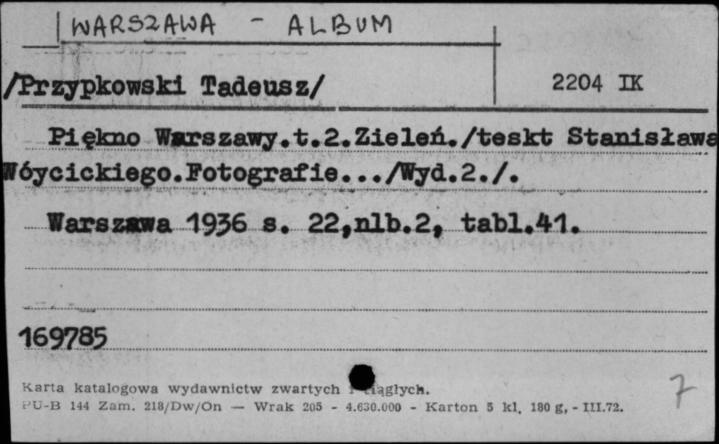 WARSZAWA - ALBUM
/Przypkowski Tadeusz/
2204 IK
Piękno Warszawy.t.2.Zieleń./teskt Stanisława
Wóycickiego.Fotografie.../Wyd.2./.
Warszawa 1936 s. 22,nlb.2, tabl.41.
169785
Karta katalogowa wydawnictw zwartych i ciągłych.
PU-B 144 Zam. 218/Dw/On — Wrak 205 - 4.630.000 - Karton 5 kl. 180 g, - III.72.
7